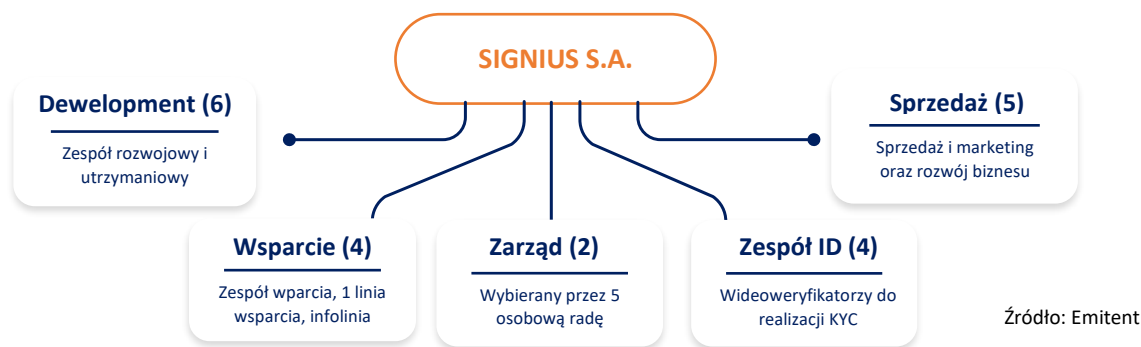 SIGNIUS S.A.
Dewelopment (6)
Zespół rozwojowy i
utrzymaniowy
Sprzedaż (5)
Sprzedaż i marketing
oraz rozwój biznesu
Wsparcie (4)
Zespół wparcia, 1 linia
wsparcia, infolinia
Zarząd (2)
Wybierany przez 5
osobową radę
Zespół ID (4)
Wideoweryfikatorzy do
realizacji KYC
Źródło: Emitent